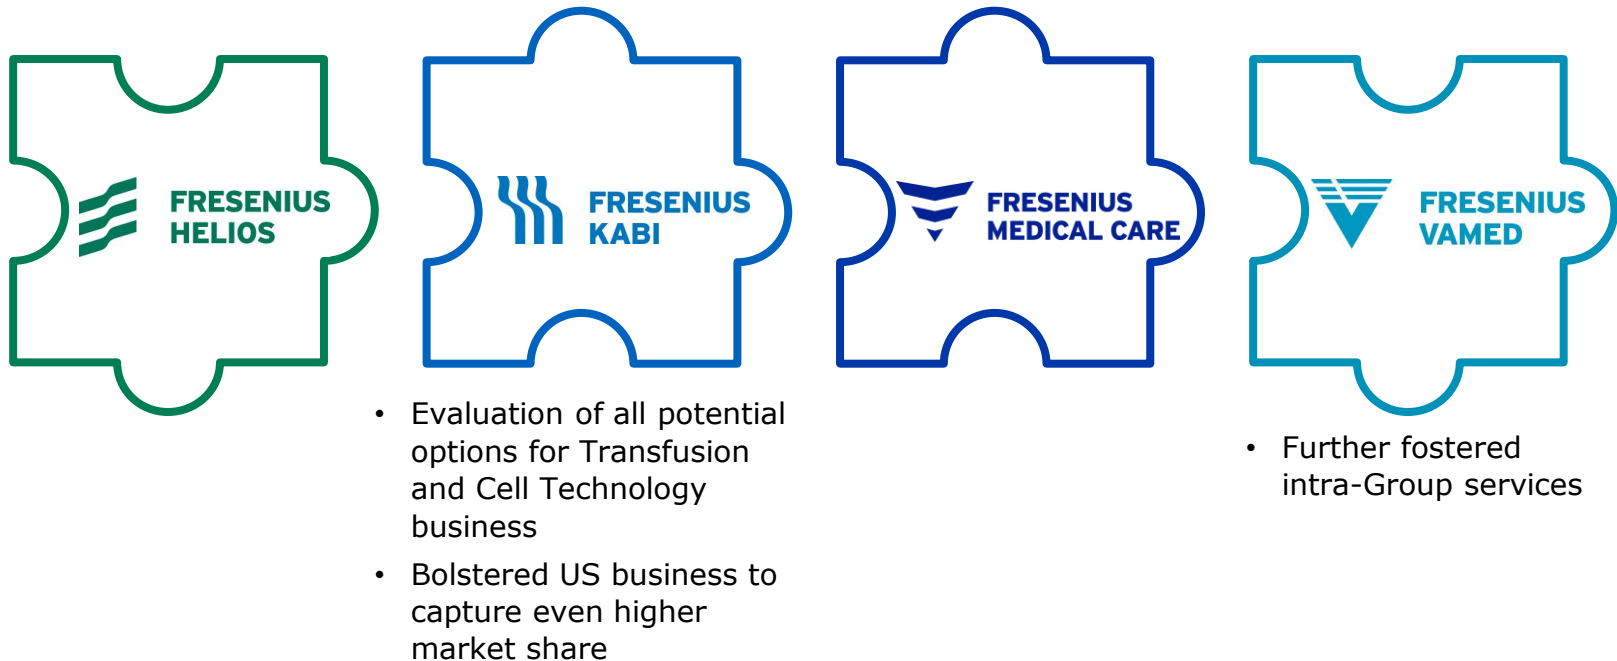 FRESENIUS
HELIOS
FRESENIUS
KABI
FRESENIUS
MEDICAL CARE
FRESENIUS
VAMED
• Evaluation of all potential
options for Transfusion
and Cell Technology
business
• Bolstered US business to
capture even higher
market share
• Further fostered
intra-Group services